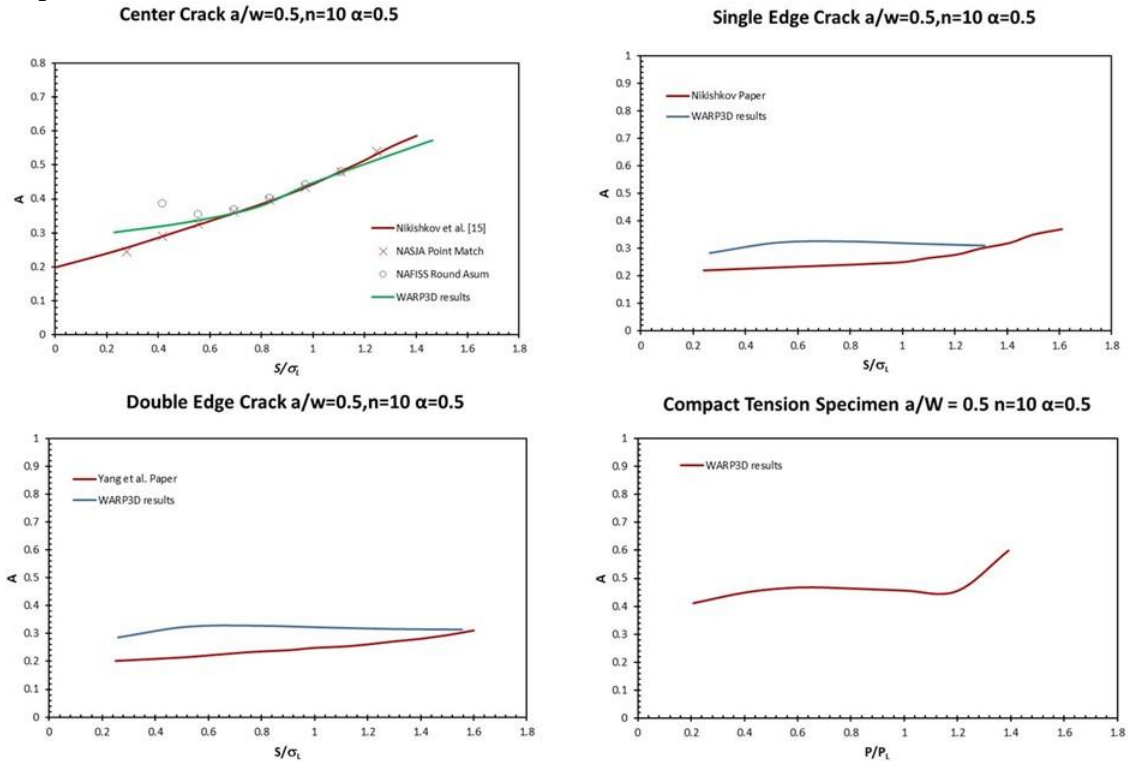 Center Crack a/w=0.5,n=10 α=0.5
0.8
0.7
0.6
0.5
0.4
0.3
0.2
0.1
0
A
Nikishkov et al. [15]
NASJA Point Match
NAFISS Round Asum
WARP3D results
0 0.2 0.4 0.6 0.8 1 1.2 1.4 1.6 1.8
S/σL
Single Edge Crack a/w=0.5,n=10 α=0.5
1
0.9
0.8
0.7
0.6
0.5
0.4
0.3
0.2
0.1
0
A
Nikishkov Paper
WARP3D results
0 0.2 0.4 0.6 0.8 1 1.2 1.4 1.6 1.8
S/σL
Double Edge Crack a/w=0.5,n=10 α=0.5
1
0.9
0.8
0.7
0.6
0.5
0.4
0.3
0.2
0.1
0
A
Yang et al. Paper
WARP3D results
0 0.2 0.4 0.6 0.8 1 1.2 1.4 1.6 1.8
S/σL
Compact Tension Specimen a/W = 0.5 n=10 α=0.5
1
0.9
0.8
0.7
0.6
0.5
0.4
0.3
0.2
0.1
0
A
WARP3D results
0 0.2 0.4 0.6 0.8 1 1.2 1.4 1.6 1.8
P/PL